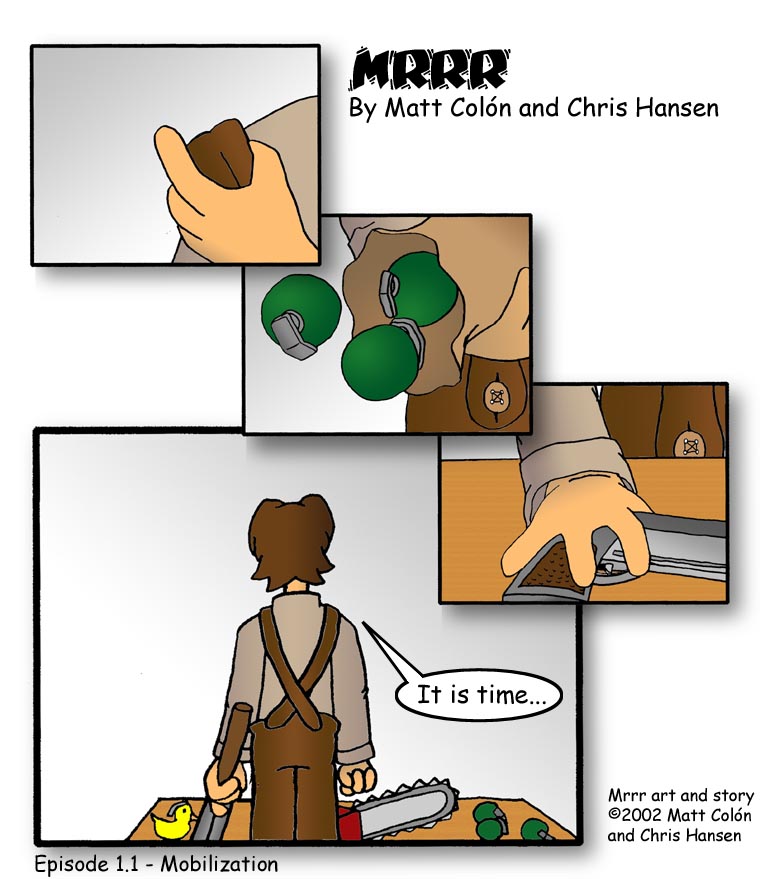 MRRR
By Matt Colón and Chris Hansen
It is time...
Mrrr art and story
©2002 Matt Colón
and Chris Hansen
Episode 1.1 - Mobilization